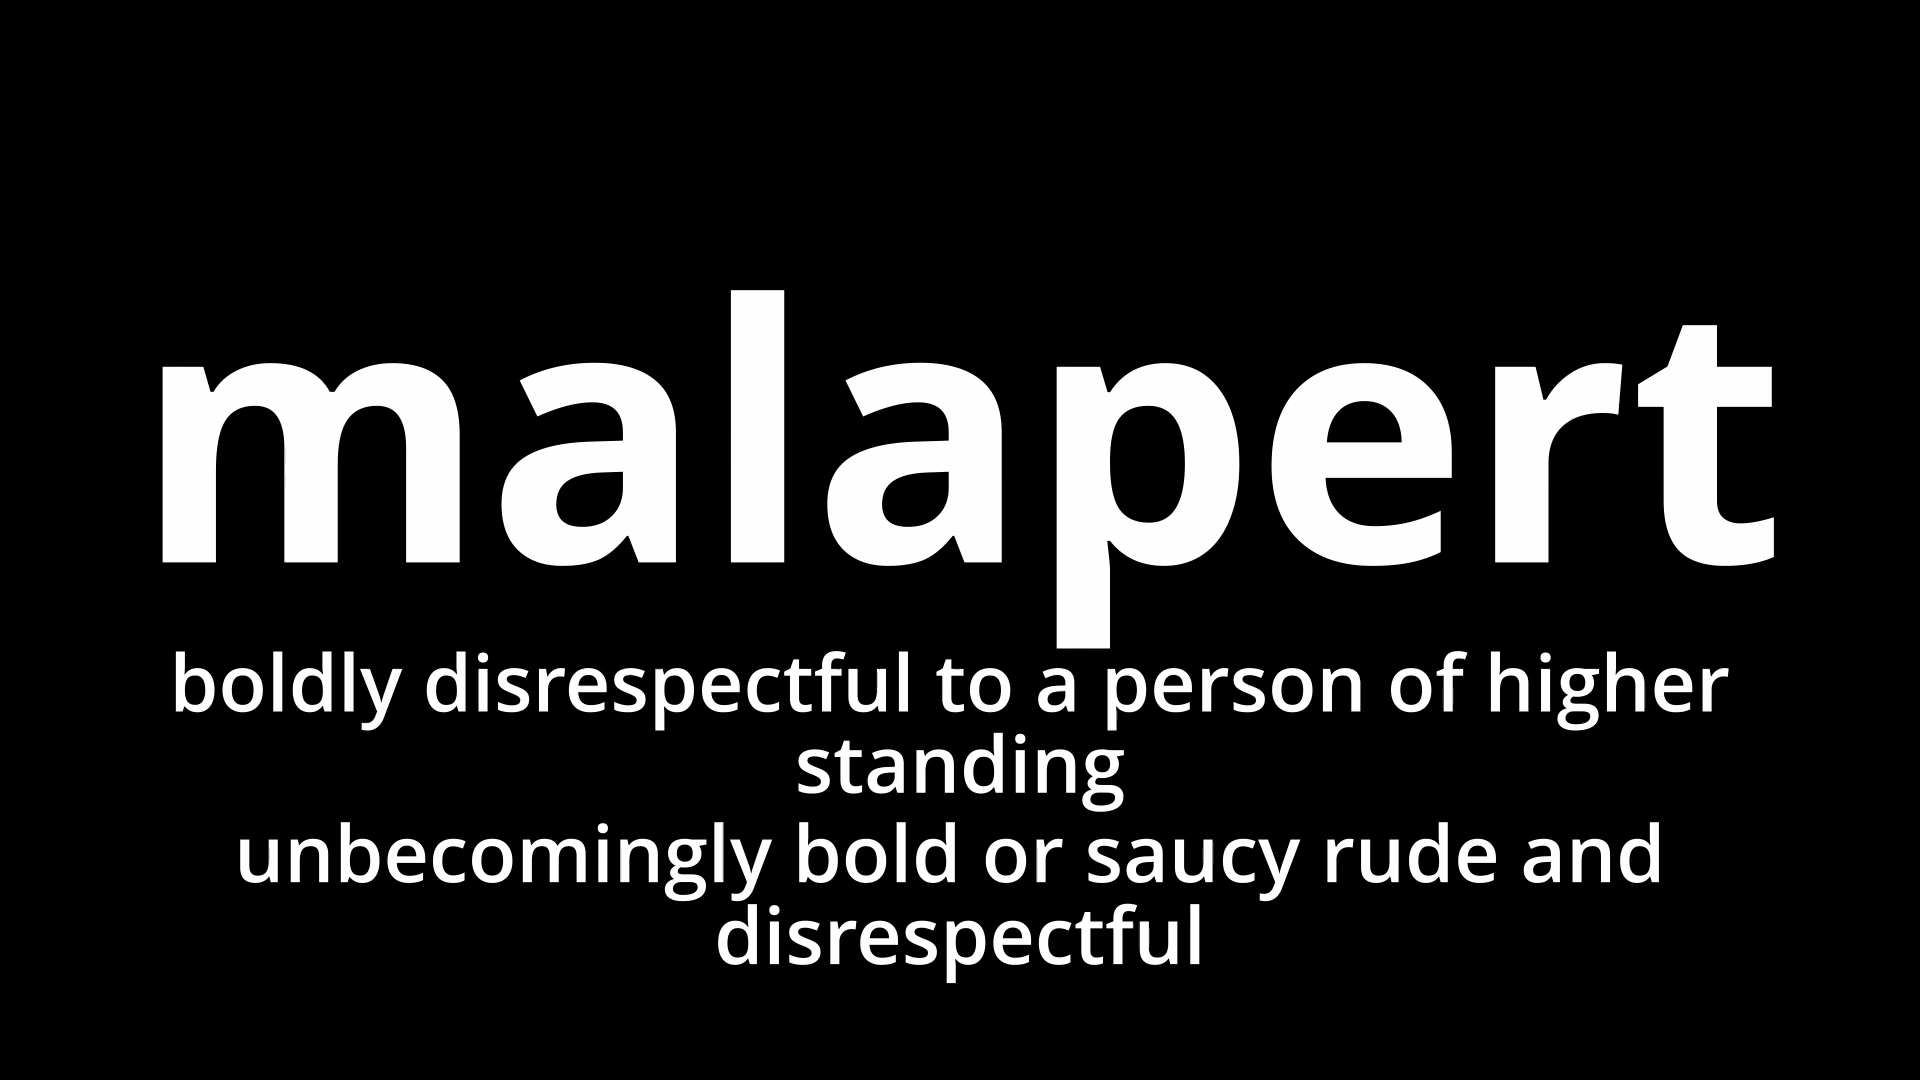 malapert
boldly disrespectful to a person of higher
standing
unbecomingly bold or saucy rude and
disrespectful